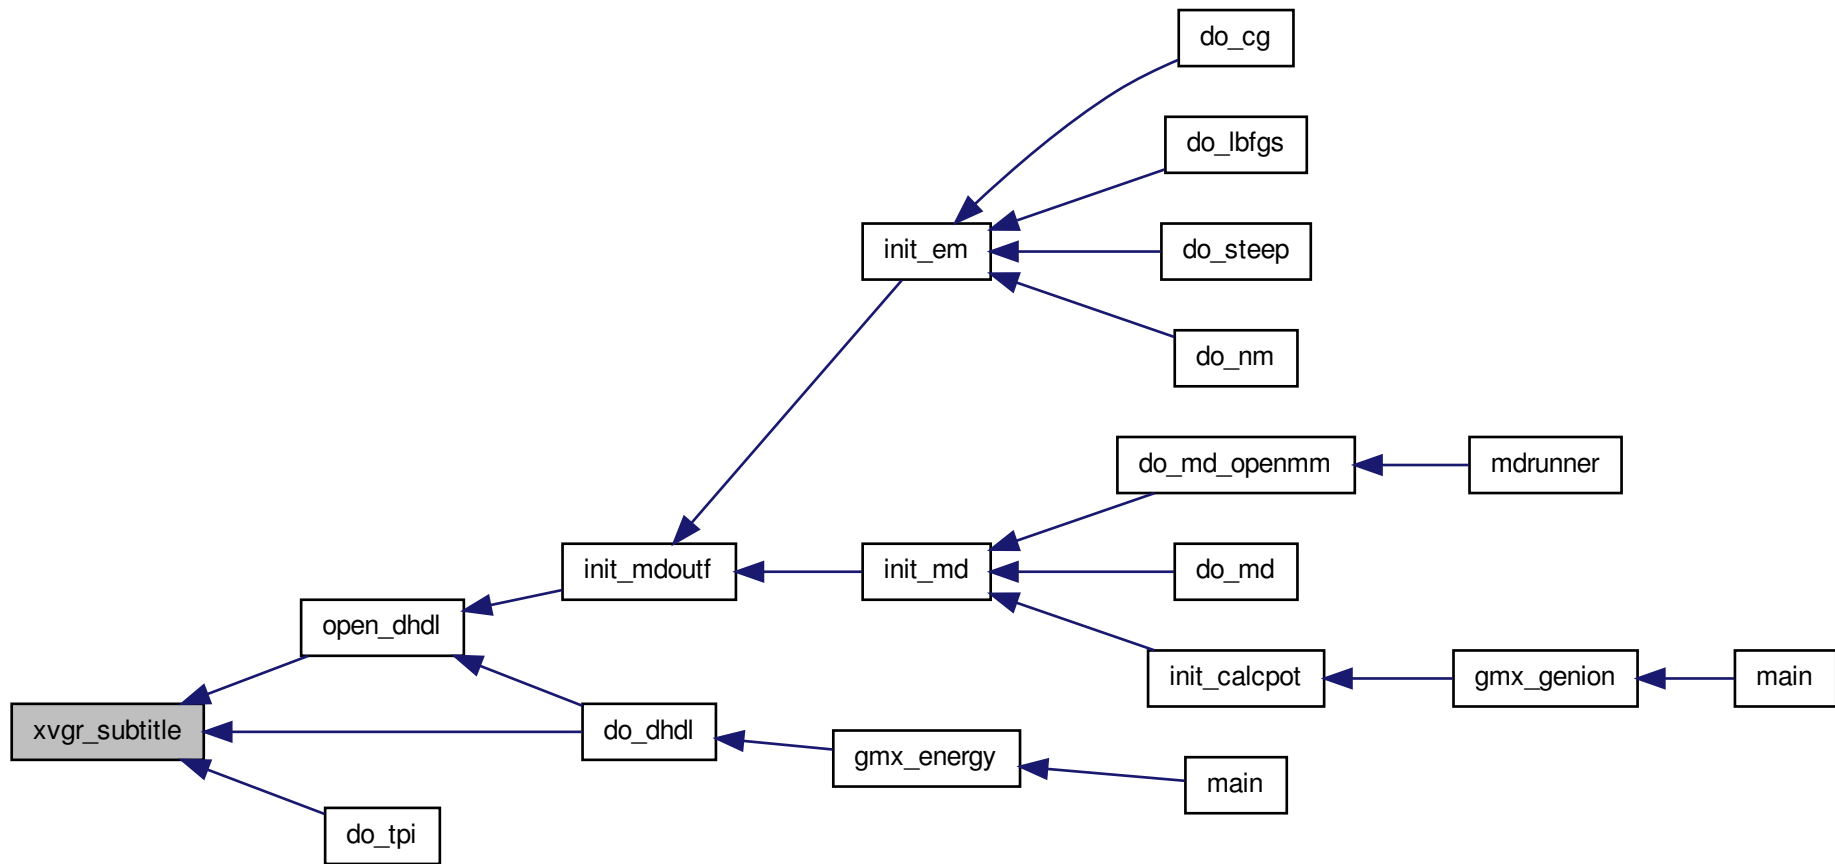 do_cg
do_lbfgs
init_em
do_steep
do_nm
do_md_openmm
mdrunner
init_mdoutf
init_md
do_md
open_dhdl
init_calcpot
gmx_genion
main
xvgr_subtitle
do_dhdl
gmx_energy
main
do_tpi